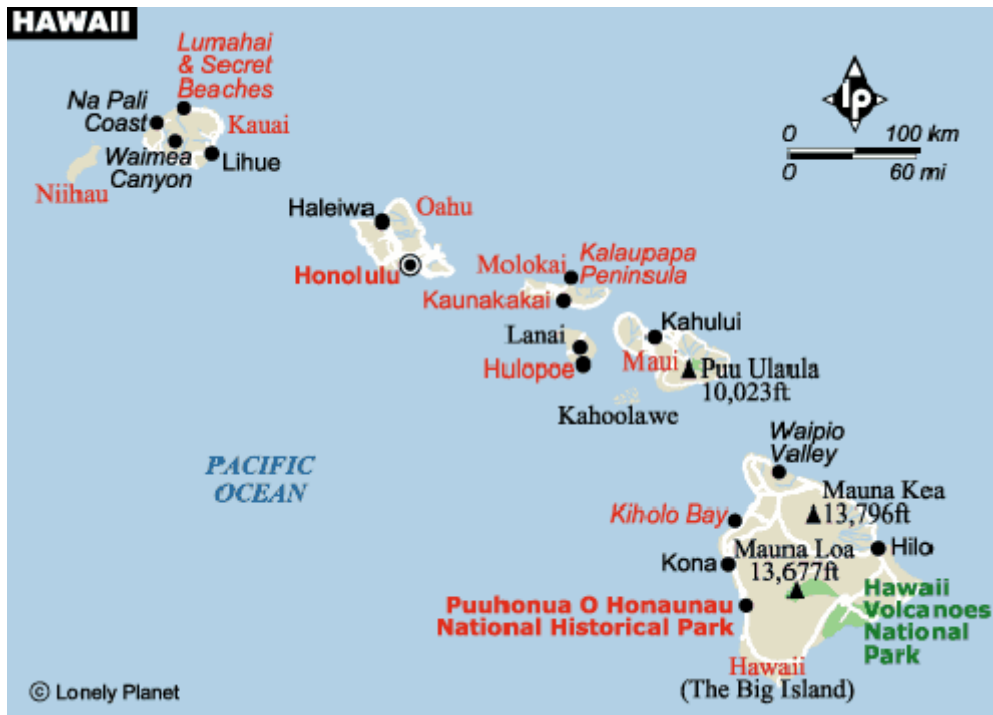 HAWAII
Lumahai
& Secret
Beaches
Na Pali
Coast
Kauai
Waimea
Canyon
Lihue
Niihau
lp
0 100 km
0 60 mi
Haleiwa
Oahu
Honolulu
Molokai
Kalaupapa
Peninsula
Kaunakakai
Lanai
Kahului
Hulopoe
Maui
Puu Ulaula
10,023ft
Kahoolawe
PACIFIC
OCEAN
Waipio
Valley
Mauna Kea
13,796ft
Kiholo Bay
Mauna Loa
13,677ft
Hilo
Kona
Puuhonua O Honaunau
National Historical Park
Hawaii
Volcanoes
National
Park
Hawaii
(The Big Island)
© Lonely Planet